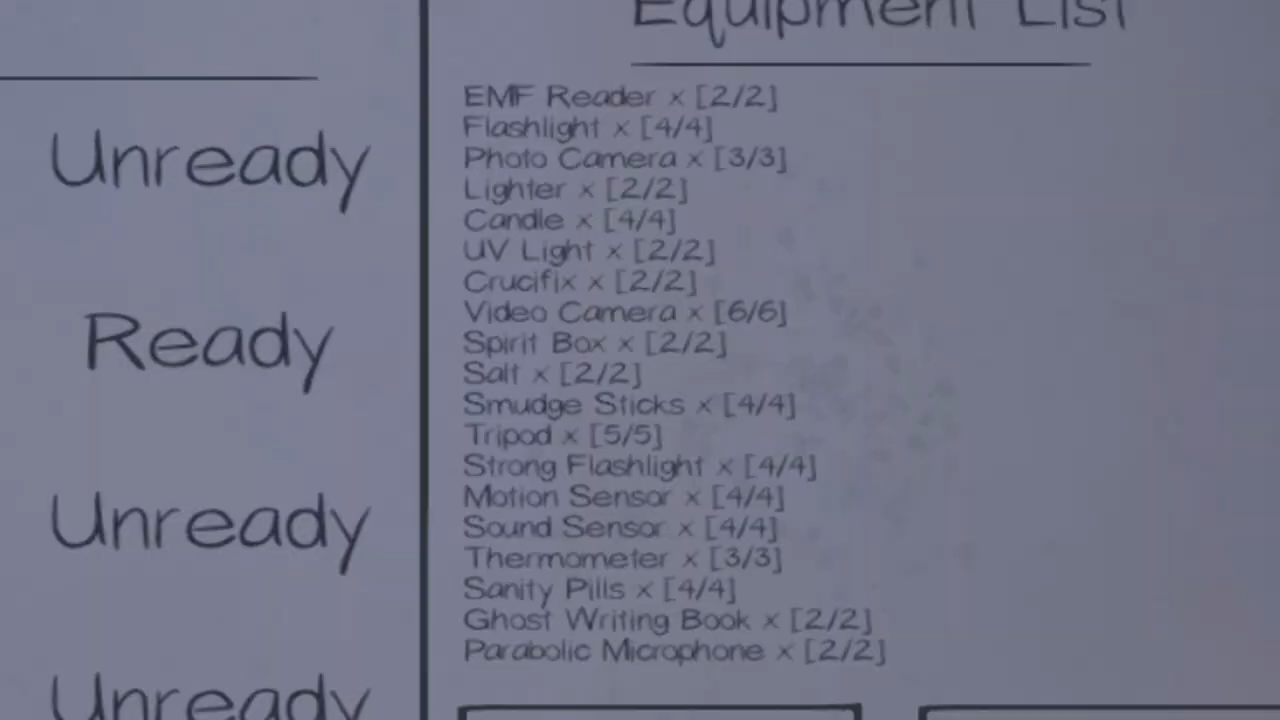 Equipment List
Unready
Ready
Unready
Unready
EMF Reader x [2/2]
Flashlight x [4/4]
Photo Camera x [3/3]
Lighter x [2/2]
Candle x [4/4]
UV Light x [2/2]
Crucifix x [2/2]
Video Camera x [6/6]
Spirit Box x [2/2]
Salt x [2/2]
Smudge Sticks x [4/4]
Tripod x [5/5]
Strong Flashlight x [4/4]
Motion Sensor x [4/4]
Sound Sensor x [4/4]
Thermometer x [3/3]
Sanity Pills x [4/4]
Ghost Writing Book x [2/2]
Parabolic Microphone x [2/2]